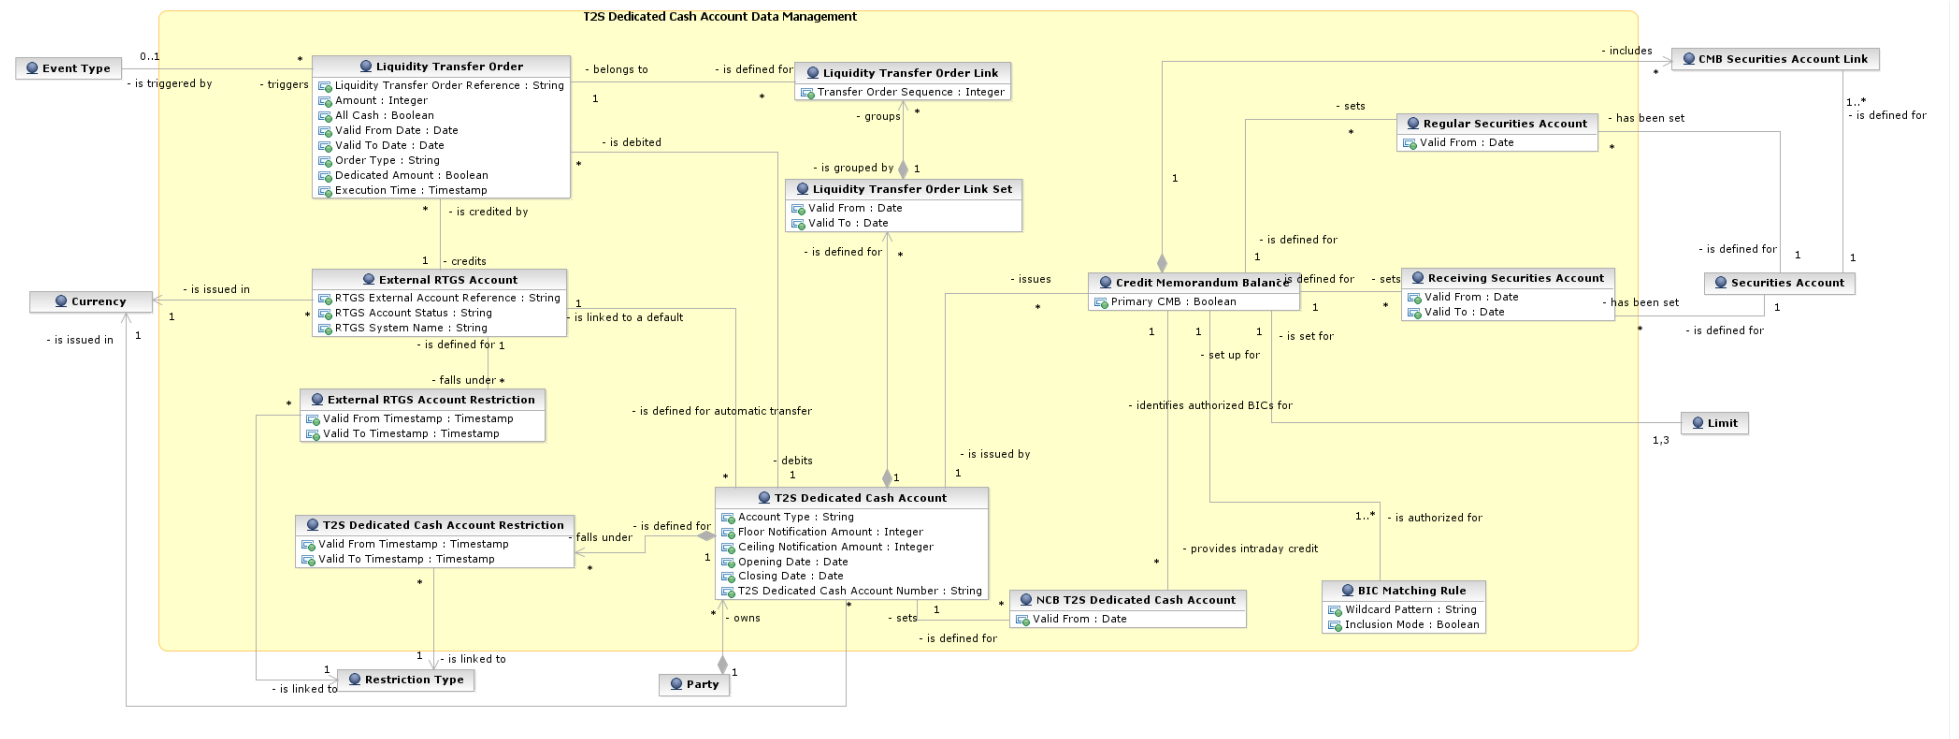 T2S Dedicated Cash Account Data Management
Event Type
0..1
*
- is triggered by
- triggers
Liquidity Transfer Order
Liquidity Transfer Order Reference : String
Amount : Integer
All Cash : Boolean
Valid From Date : Date
Valid To Date : Date
Order Type : String
Dedicated Amount : Boolean
Execution Time : Timestamp
- belongs to
1
- is defined for
*
Liquidity Transfer Order Link
Transfer Order Sequence : Integer
- groups
*
- is grouped by
1
Liquidity Transfer Order Link Set
Valid From : Date
Valid To : Date
- is defined for
*
- is debited
*
- includes
*
CMB Securities Account Link
1..*
- is defined for
- sets
*
Regular Securities Account
Valid From : Date
- has been set
*
1
- is defined for
1
*
- is credited by
1
- credits
External RTGS Account
RTGS External Account Reference : String
RTGS Account Status : String
RTGS System Name : String
Currency
- is issued in
1
*
- is issued in
1
1
- is linked to a default
- issues
*
Credit Memorandum Balance
Primary CMB : Boolean
- is defined for
1
- sets
*
Receiving Securities Account
Valid From : Date
Valid To : Date
- is defined for
1
1
Securities Account
- has been set
*
1
- is defined for
- is defined for
1
- falls under
*
External RTGS Account Restriction
Valid From Timestamp : Timestamp
Valid To Timestamp : Timestamp
*
1
1
1
- is set for
- set up for
- identifies authorized BICs for
Limit
1,3
- is defined for automatic transfer
*
- debits
1
1
- is issued by
1
T2S Dedicated Cash Account
Account Type : String
Floor Notification Amount : Integer
Ceiling Notification Amount : Integer
Opening Date : Date
Closing Date : Date
T2S Dedicated Cash Account Number : String
T2S Dedicated Cash Account Restriction
Valid From Timestamp : Timestamp
Valid To Timestamp : Timestamp
- is defined for
1
falls under
*
1..*
- is authorized for
- provides intraday credit
*
BIC Matching Rule
Wildcard Pattern : String
Inclusion Mode : Boolean
NCB T2S Dedicated Cash Account
Valid From : Date
*
1
- sets
- is defined for
*
*
- owns
1
Party
*
1
- is linked to
1
- is linked to
Restriction Type